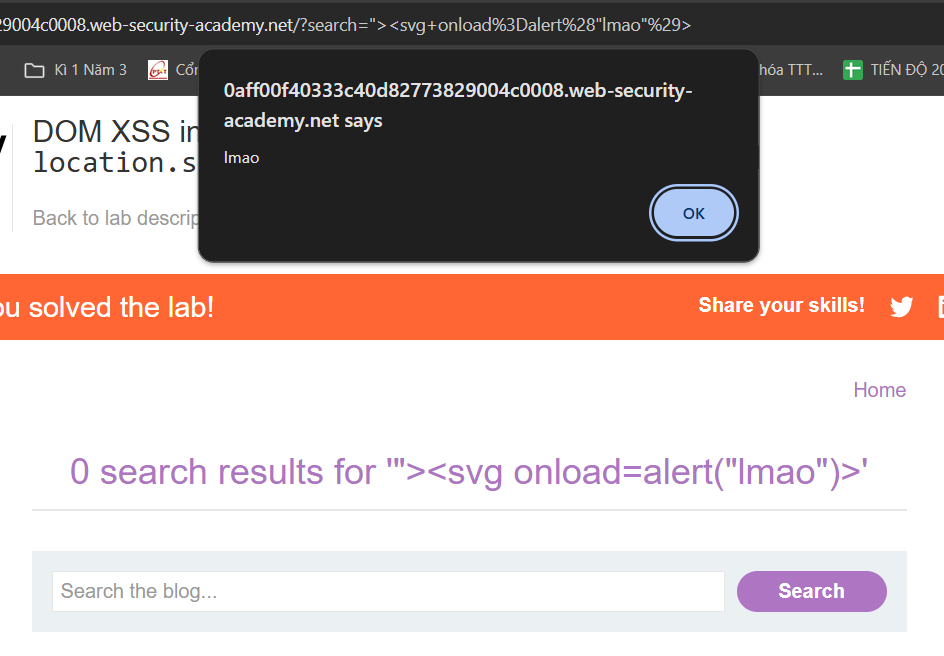 29004c0008.web-security-academy.net/?search="><svg+onload%3Dalert%28"lmao"%29>
Kì 1 Năm 3
hóa TTT...
TIẾN ĐỘ 20
0aff00f40333c40d82773829004c0008.web-security-
academy.net says
lmao
OK
DOM XSS in
location.s
Back to lab descrip
ou solved the lab!
Share your skills!
Home
0 search results for '"><svg onload=alert("lmao")>'
Search the blog...
Search